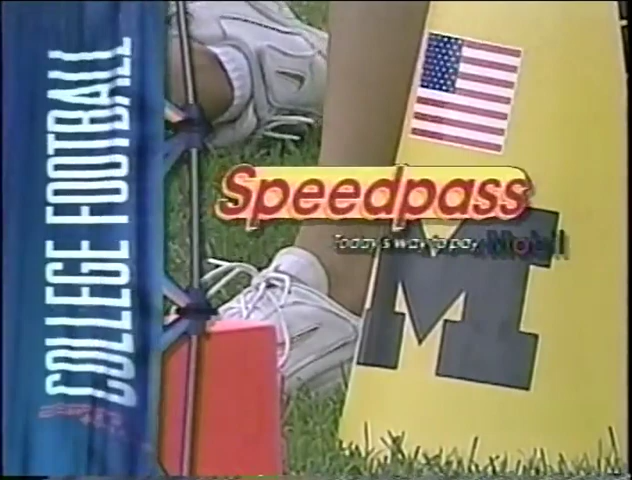 COLLEGE FOOTBALL
Speedpass
Today's way to pay.
Mobil
M